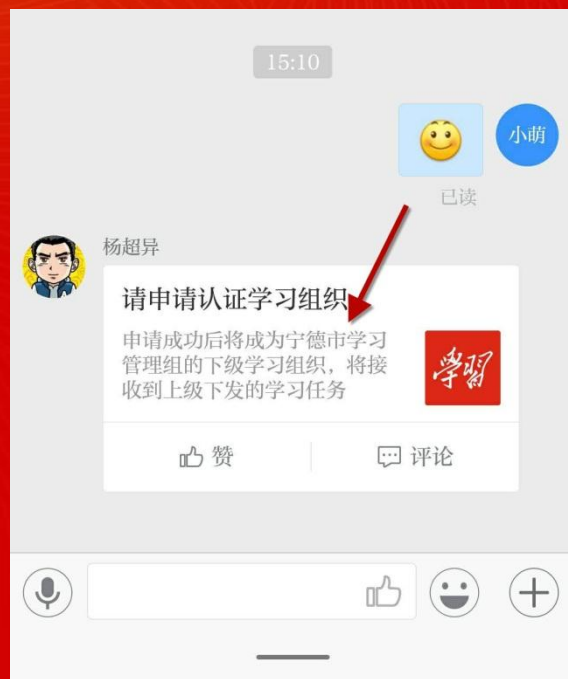 15:10
小萌
已读
杨超异
请申请认证学习组织
申请成功后将成为宁德市学习
管理组的下级学习组织，将接
收到上级下发的学习任务
学習
赞
评论